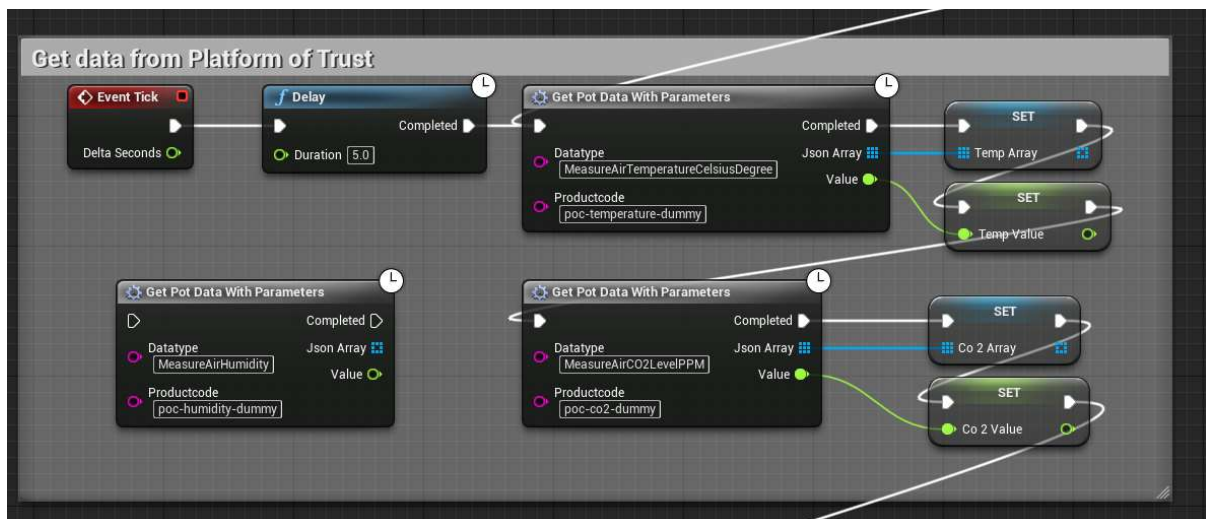 Get data from Platform of Trust
Event Tick
Delta Seconds
Delay
Completed
Duration 5.0
Get Pot Data With Parameters
Completed
Datatype
Json Array
MeasureAirTemperatureCelsiusDegree
Value
Productcode
poc-temperature-dummy
SET
Temp Array
SET
Temp Value
Get Pot Data With Parameters
Completed
Datatype
Json Array
MeasureAirHumidity
Value
Productcode
poc-humidity-dummy
Get Pot Data With Parameters
Completed
Datatype
Json Array
MeasureAirCO2LevelPPM
Value
Productcode
poc-co2-dummy
SET
Co 2 Array
SET
Co 2 Value